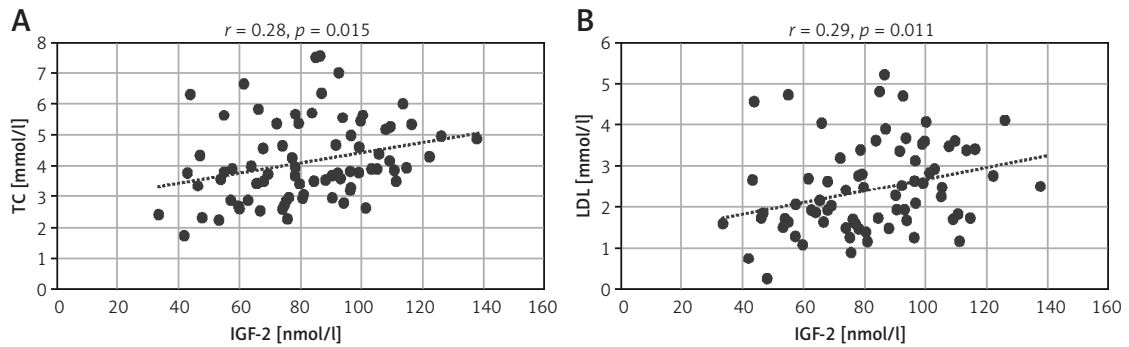 A
r = 0.28, p = 0.015
TC [mmol/l]
8
7
6
5
4
3
2
1
0
0 20 40 60 80 100 120 140 160
IGF-2 [nmol/l]
B
r = 0.29, p = 0.011
LDL [mmol/l]
6
5
4
3
2
1
0
0 20 40 60 80 100 120 140 160
IGF-2 [nmol/l]